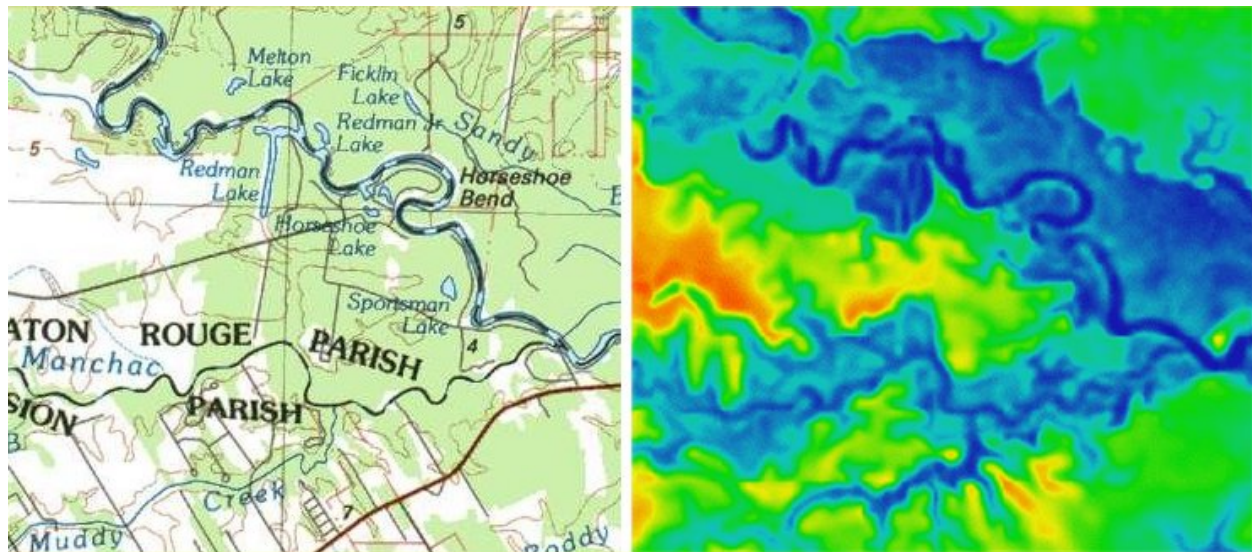 5
Melton
Lake
Ficklin
Lake
Redman Jr
Lake
Sandy
5
Redman
Lake
Horseshoe
Bend
Horseshoe
Lake
Sportsman
Lake
ATON ROUGE PARISH
4
Manchac
SION PARISH
B
Creek
7
Muddy
Boddy